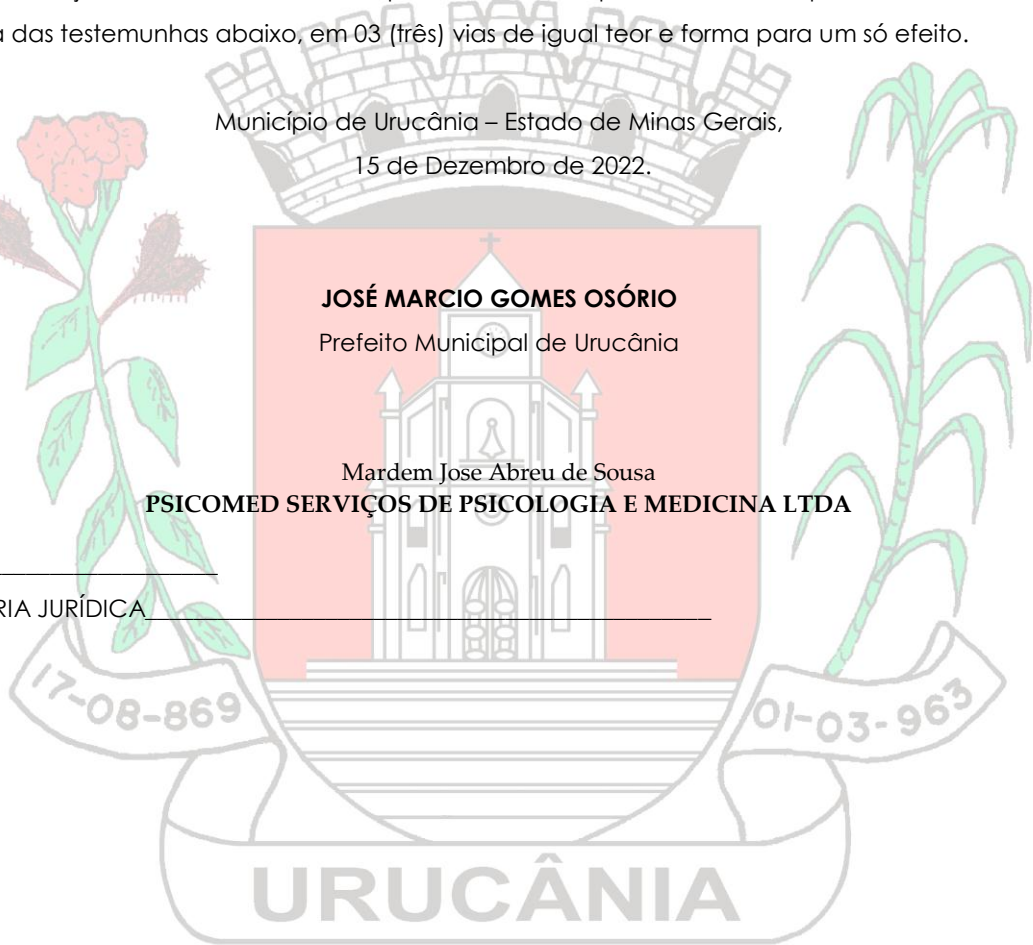 a das testemunhas abaixo, em 03 (três) vias de igual teor e forma para um só efeito.
Município de Urucânia – Estado de Minas Gerais,
15 de Dezembro de 2022.
JOSÉ MARCIO GOMES OSÓRIO
Prefeito Municipal de Urucânia
Mardem Jose Abreu de Sousa
PSICOMED SERVIÇOS DE PSICOLOGIA E MEDICINA LTDA
RIA JURÍDICA
17-08-869
01-03-963
URUCÂNIA